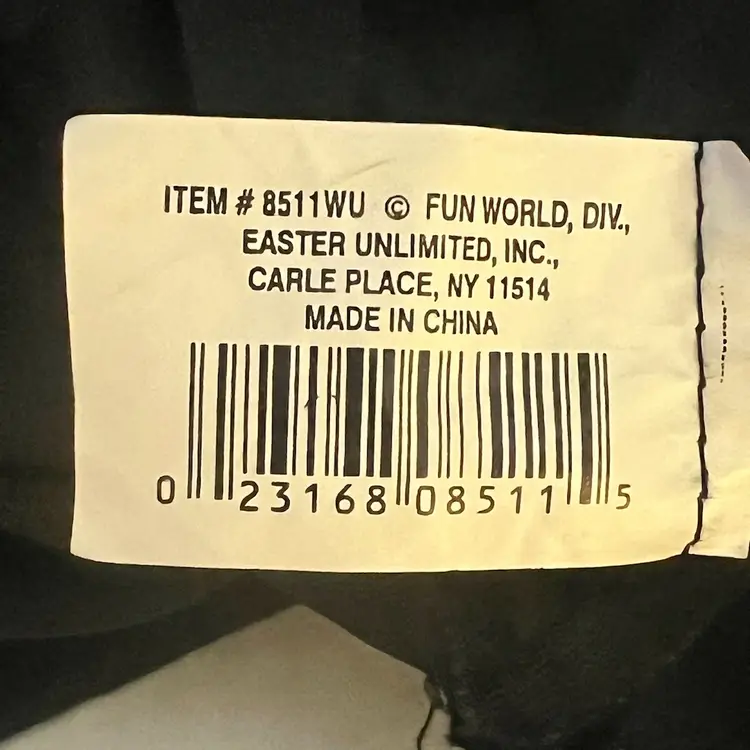 ITEM # 8511WU © FUN WORLD, DIV.,
EASTER UNLIMITED, INC.,
CARLE PLACE, NY 11514
MADE IN CHINA
0 23168 08511 5